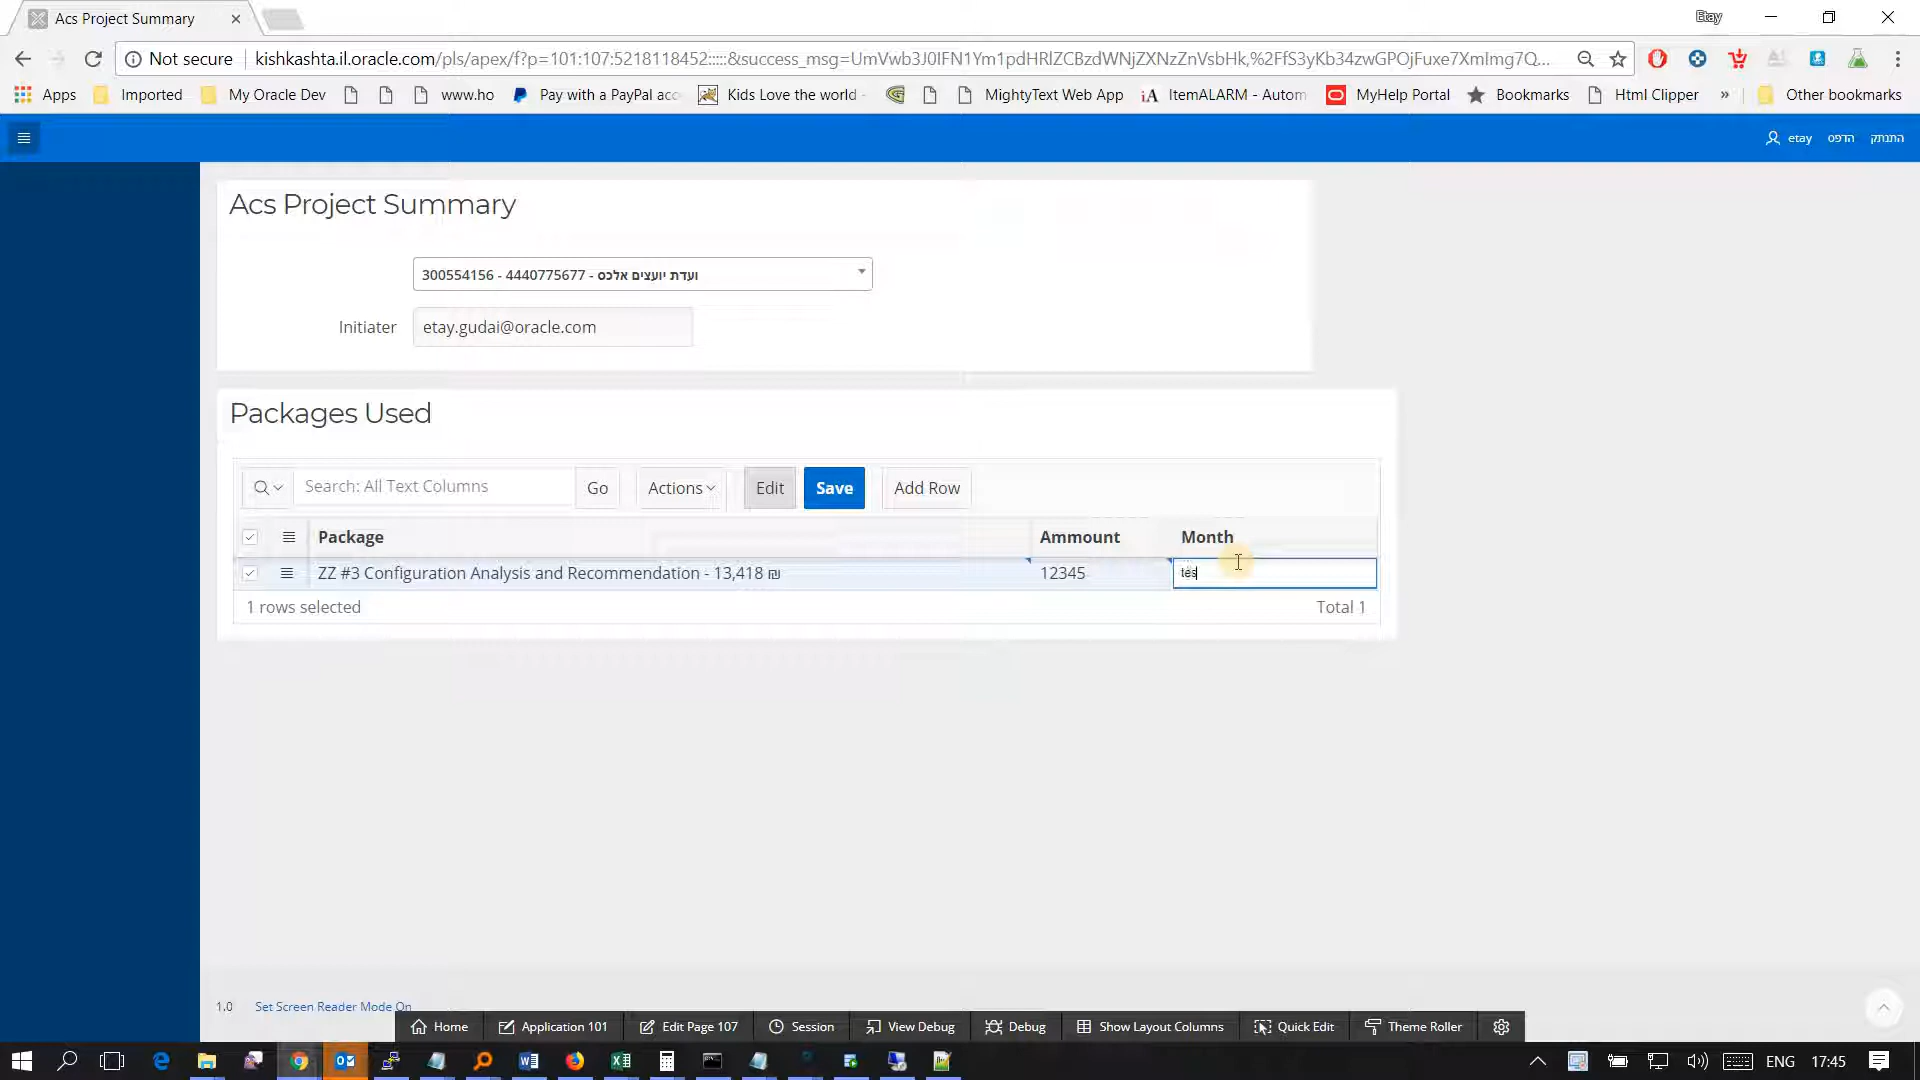 Acs Project Summary
Etay
Not secure
kishkashta.il.oracle.com/pls/apex/f?p=101:107:5218118452:::::&success_msg=UmVwb3J0IFN1Ym1pdHRlZCBzdWNjZXNzZnVsbHk,%2FfS3yKb34zwGPOjFuxe7XmImg7Q...
Apps
Imported
My Oracle Dev
www.ho
Pay with a PayPal acc
Kids Love the world
MightyText Web App
ItemALARM - Autom
MyHelp Portal
Bookmarks
Html Clipper
»
Other bookmarks
etay
הדפס
התנתק
Acs Project Summary
300554156 - 4440775677 - ועדת יועצים אלכס
Initiater
etay.gudai@oracle.com
Packages Used
Search: All Text Columns
Go
Actions
Edit
Save
Add Row
Package
Ammount
Month
ZZ #3 Configuration Analysis and Recommendation - 13,418 ₪
12345
tes
1 rows selected
Total 1
1.0
Set Screen Reader Mode On
Home
Application 101
Edit Page 107
Session
View Debug
Debug
Show Layout Columns
Quick Edit
Theme Roller
ENG
17:45